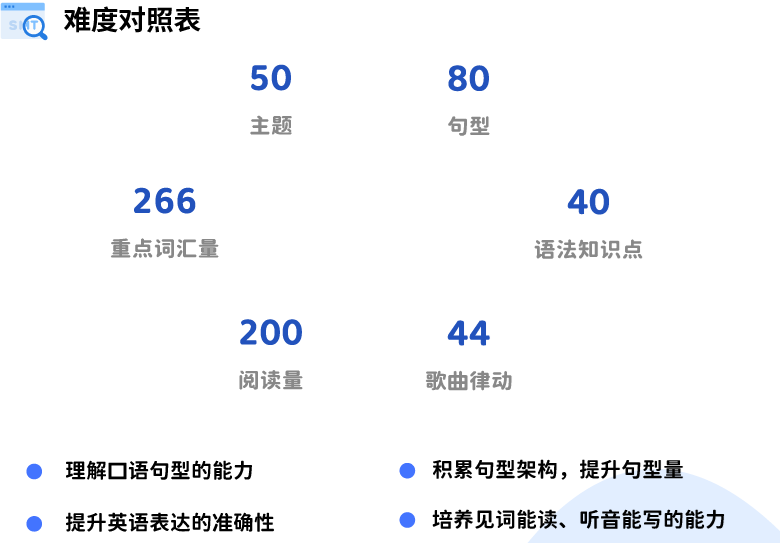 难度对照表
50 80
主题 句型
266 40
重点词汇量 语法知识点
200 44
阅读量 歌曲律动
理解口语句型的能力 积累句型架构，提升句型量
提升英语表达的准确性 培养见词能读、听音能写的能力